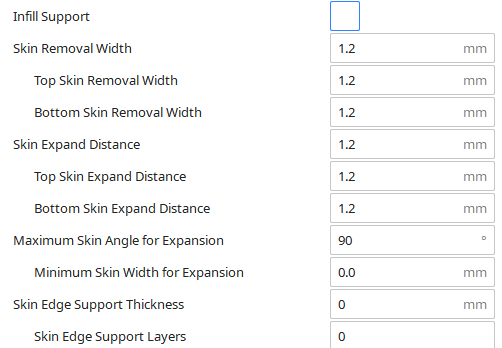 Infill Support
Skin Removal Width 1.2 mm
Top Skin Removal Width 1.2 mm
Bottom Skin Removal Width 1.2 mm
Skin Expand Distance 1.2 mm
Top Skin Expand Distance 1.2 mm
Bottom Skin Expand Distance 1.2 mm
Maximum Skin Angle for Expansion 90 °
Minimum Skin Width for Expansion 0.0 mm
Skin Edge Support Thickness 0 mm
Skin Edge Support Layers 0